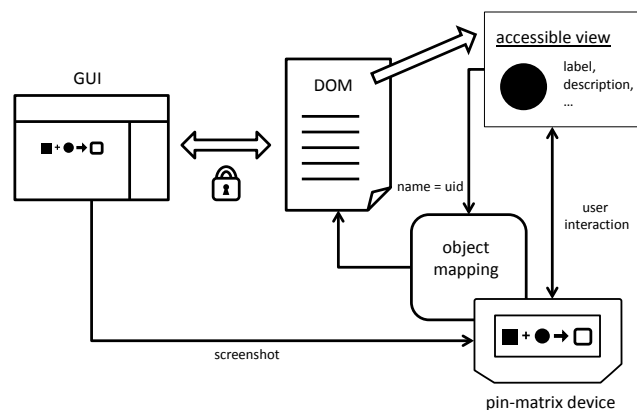 accessible view
label,
description,
...
GUI
DOM
name = uid
user
interaction
object
mapping
screenshot
pin-matrix device